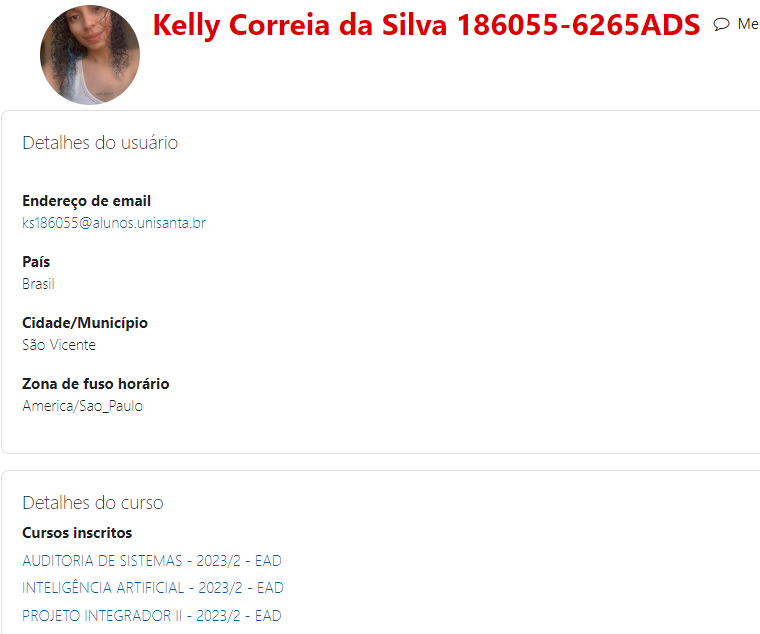 Kelly Correia da Silva 186055-6265ADS
Me
Detalhes do usuário
Endereço de email
ks186055@alunos.unisanta.br
País
Brasil
Cidade/Município
São Vicente
Zona de fuso horário
America/Sao_Paulo
Detalhes do curso
Cursos inscritos
AUDITORIA DE SISTEMAS - 2023/2 - EAD
INTELIGÊNCIA ARTIFICIAL - 2023/2 - EAD
PROJETO INTEGRADOR II - 2023/2 - EAD